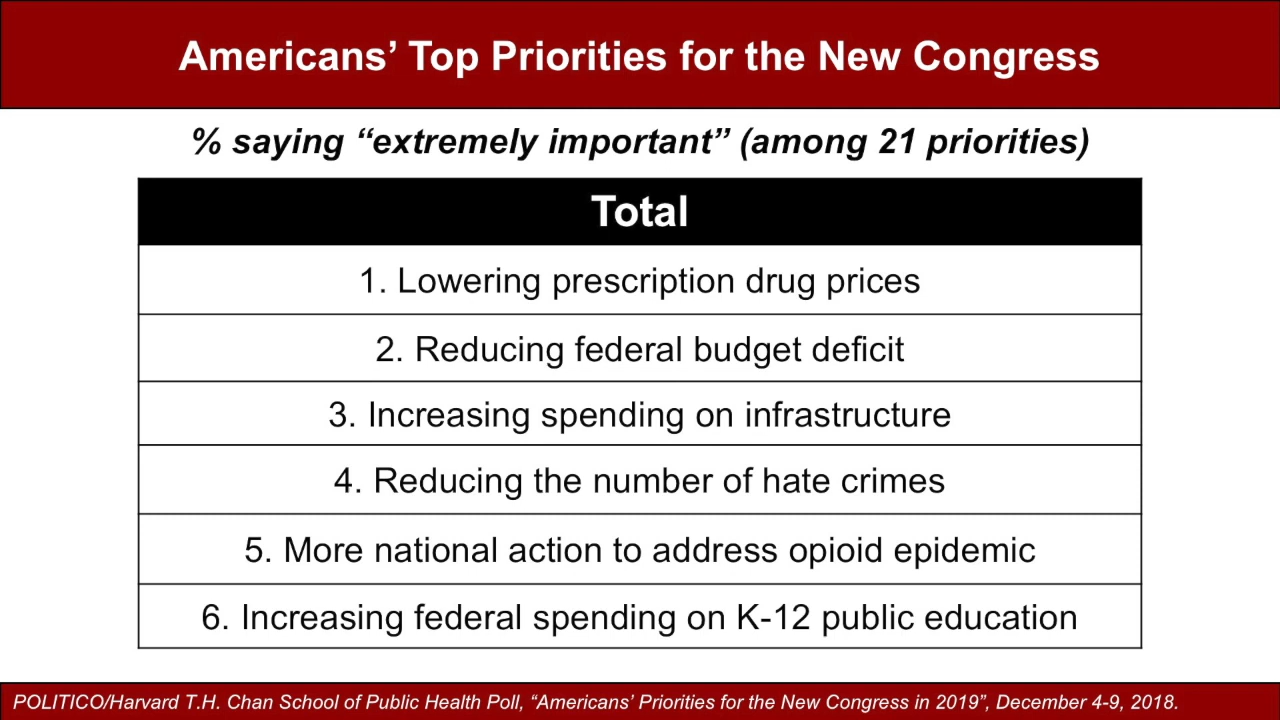 Americans’ Top Priorities for the New Congress
% saying “extremely important” (among 21 priorities)
Total
1. Lowering prescription drug prices
2. Reducing federal budget deficit
3. Increasing spending on infrastructure
4. Reducing the number of hate crimes
5. More national action to address opioid epidemic
6. Increasing federal spending on K-12 public education
POLITICO/Harvard T.H. Chan School of Public Health Poll, “Americans’ Priorities for the New Congress in 2019”, December 4-9, 2018.